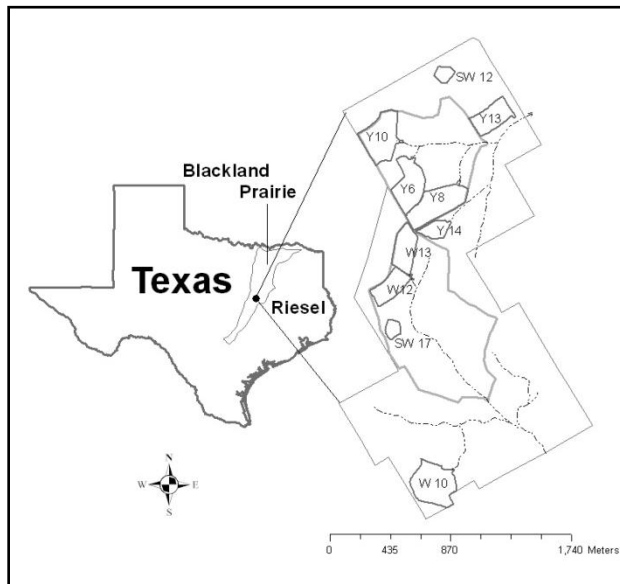 SW 12
Y13
Y10
Blackland
Prairie
Y6
Y8
Y14
W13
Texas
Riesel
W12
SW 17
N
W
E
S
W 10
0 435 870 1,740 Meters